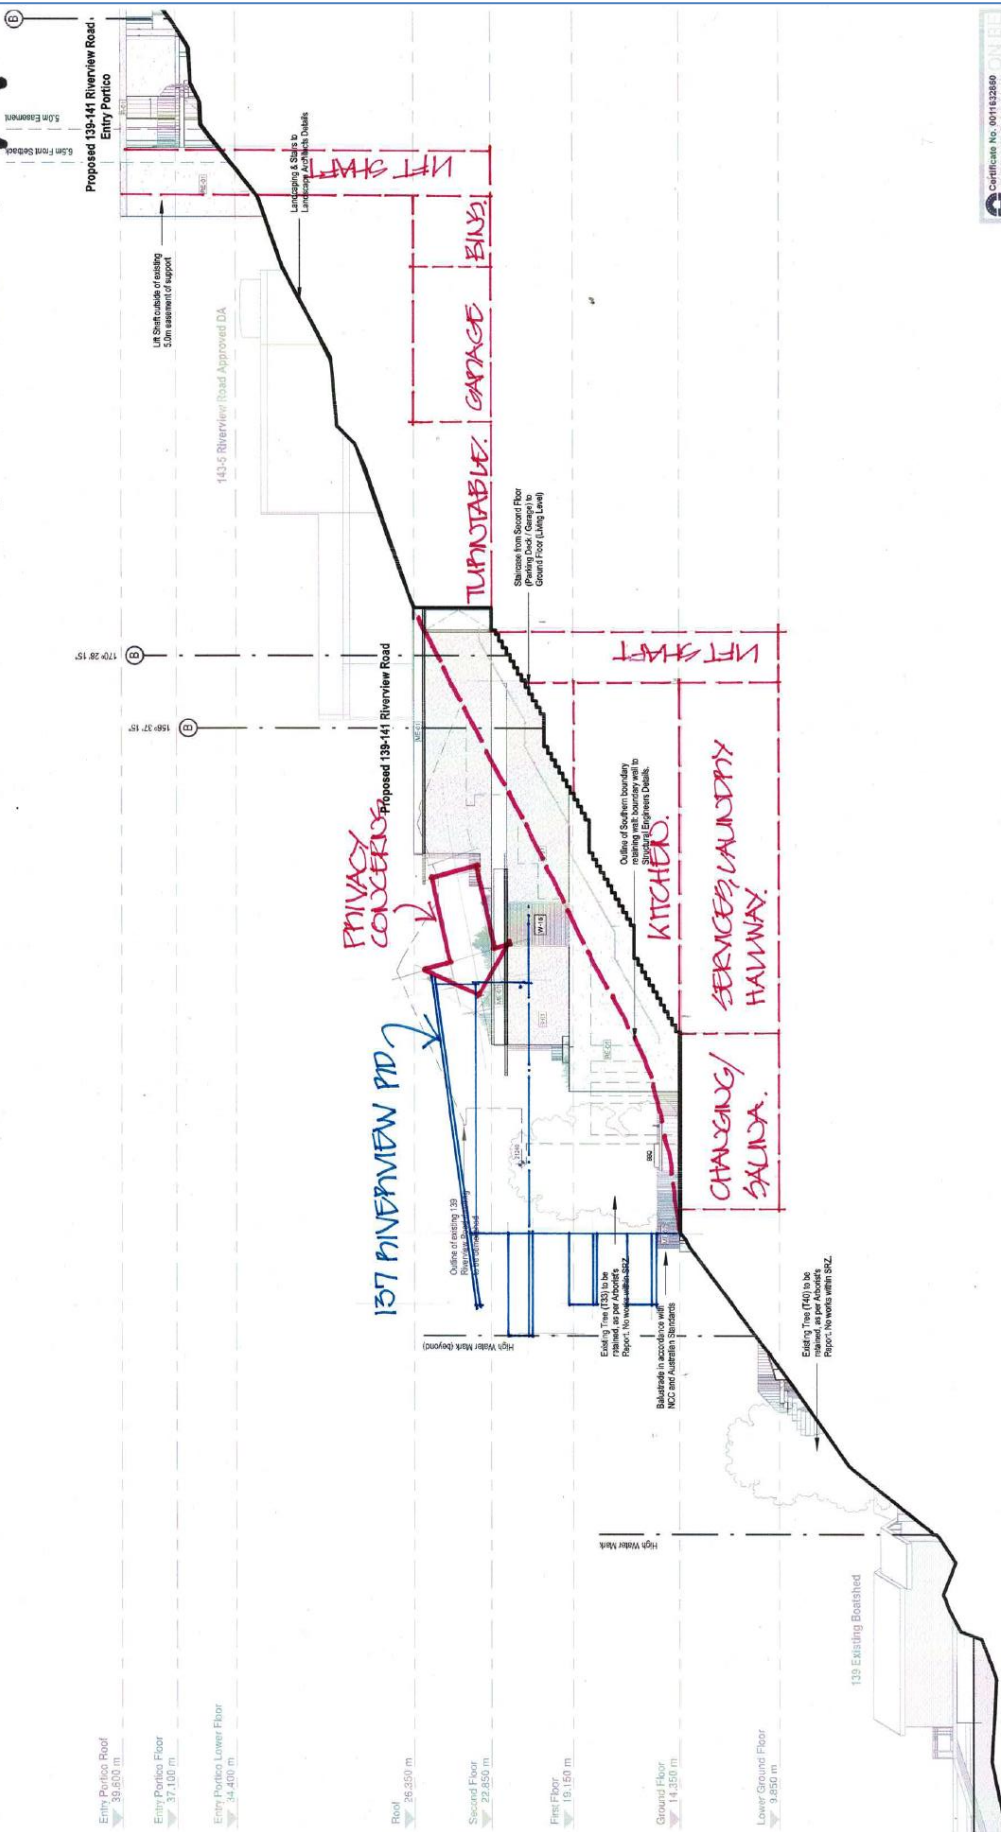 B
5.0m Easement
6.5m Front Setback
Proposed 139-141 Riverview Road -
Entry Portico
Lift Shaft outside of existing
5.0m easement of support
Landscaping & Stairs to
Landscape Architects Details
143-5 Riverview Road Approved DA
LIFT SHAFT
BINS.
GARAGE
TURNTABLE.
Staircase from Second Floor
(Parking Deck / Garage) to
Ground Floor (Living Level)
B
170° 28' 15"
B
156° 37' 15"
Proposed 139-141 Riverview Road
LIFT SHAFT
PRIVACY
CONCERNS
Outline of Southern boundary
retaining wall: boundary wall to
Structural Engineers Details.
KITCHEN.
SERVICES, LAUNDRY
HALLWAY.
CHANGING/
SAUNA.
W-16
137 RIVERVIEW RD
Outline of existing 139
BBQ
High Water Mark (beyond)
Existing Tree (T33) to be
retained, as per Arborist's
Report. No works within SRZ.
Balustrade in accordance with
NCC and Australian Standards
Existing Tree (T40) to be
retained, as per Arborist's
Report. No works within SRZ.
High Water Mark
139 Existing Boatshed
Entry Portico Roof
39.800 m
Entry Portico Floor
37.100 m
Entry Portico Lower Floor
34.400 m
Roof
26.350 m
Second Floor
22.850 m
First Floor
19.150 m
Ground Floor
14.350 m
Lower Ground Floor
9.850 m
Certificate No. 0011632660